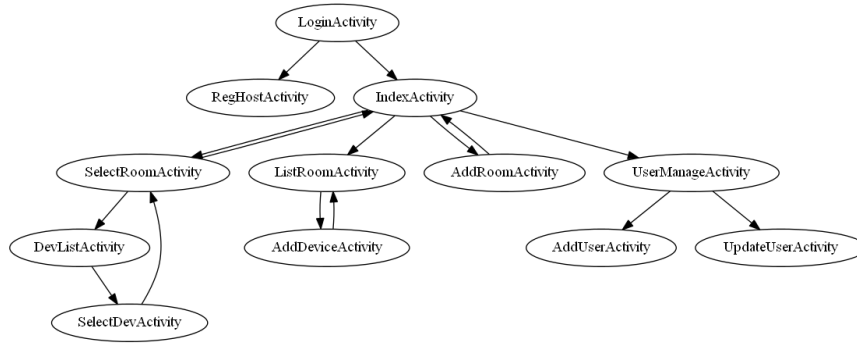 LoginActivity
RegHostActivity
IndexActivity
SelectRoomActivity
ListRoomActivity
AddRoomActivity
UserManageActivity
DevListActivity
AddDeviceActivity
AddUserActivity
UpdateUserActivity
SelectDevActivity